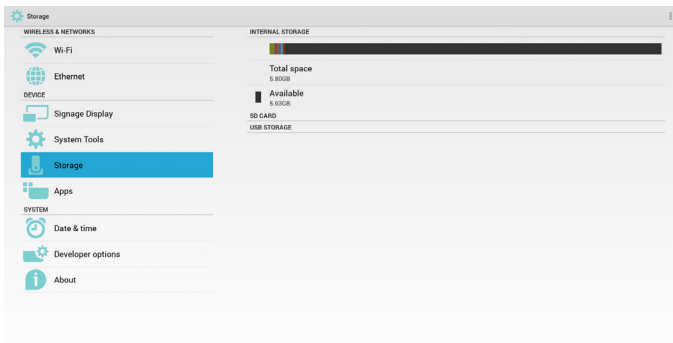 Storage
WIRELESS & NETWORKS
Wi-Fi
Ethernet
DEVICE
Signage Display
System Tools
Storage
Apps
SYSTEM
Date & time
Developer options
About
INTERNAL STORAGE
Total space
5.80GB
Available
5.63GB
SD CARD
USB STORAGE